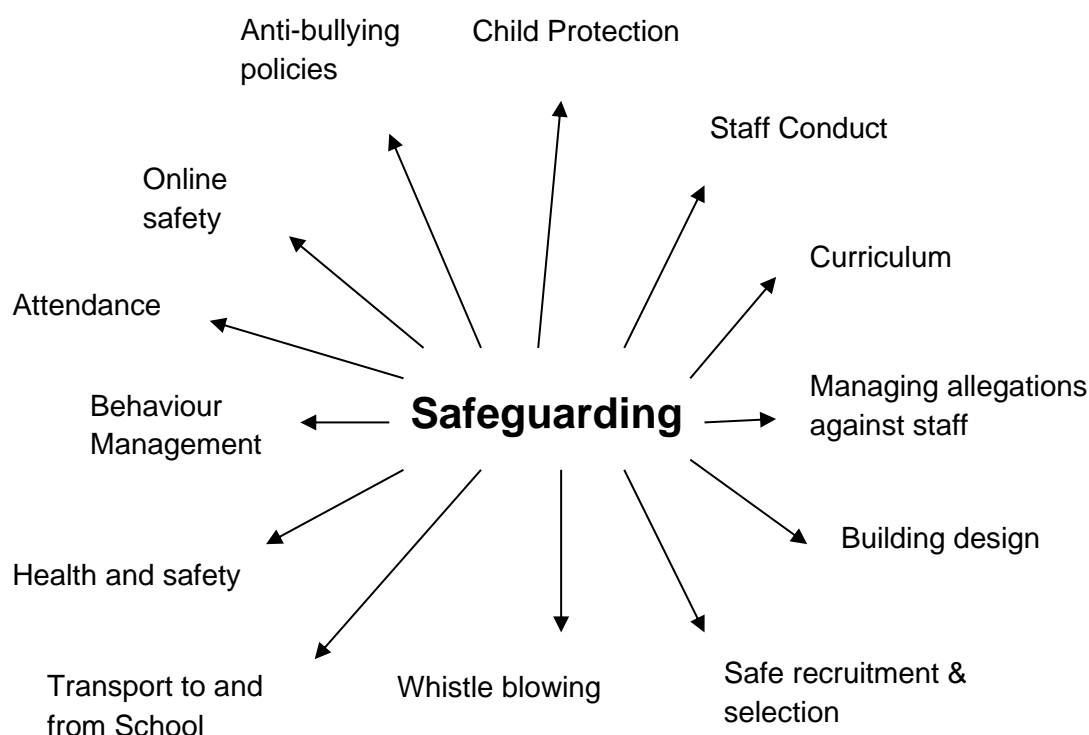 Anti-bullying
policies
Child Protection
Staff Conduct
Online
safety
Curriculum
Attendance
Managing allegations
against staff
Behaviour
Management
Safeguarding
Building design
Health and safety
Transport to and
from School
Whistle blowing
Safe recruitment &
selection